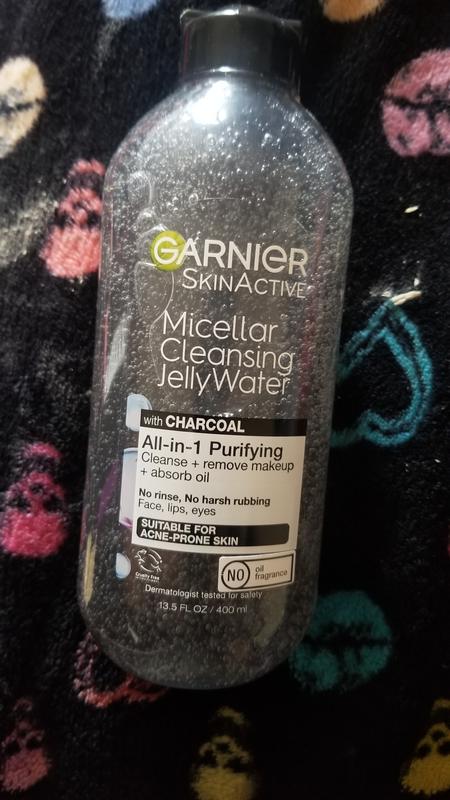 GARNIER
SKINACTIVE
Micellar
Cleansing
JellyWater
with CHARCOAL
All-in-1 Purifying
Cleanse + remove makeup
+ absorb oil
No rinse, No harsh rubbing
Face, lips, eyes
SUITABLE FOR
ACNE-PRONE SKIN
Cruelty free
NO oil
fragrance
Dermatologist tested for safety
13.5 FL OZ / 400 ml